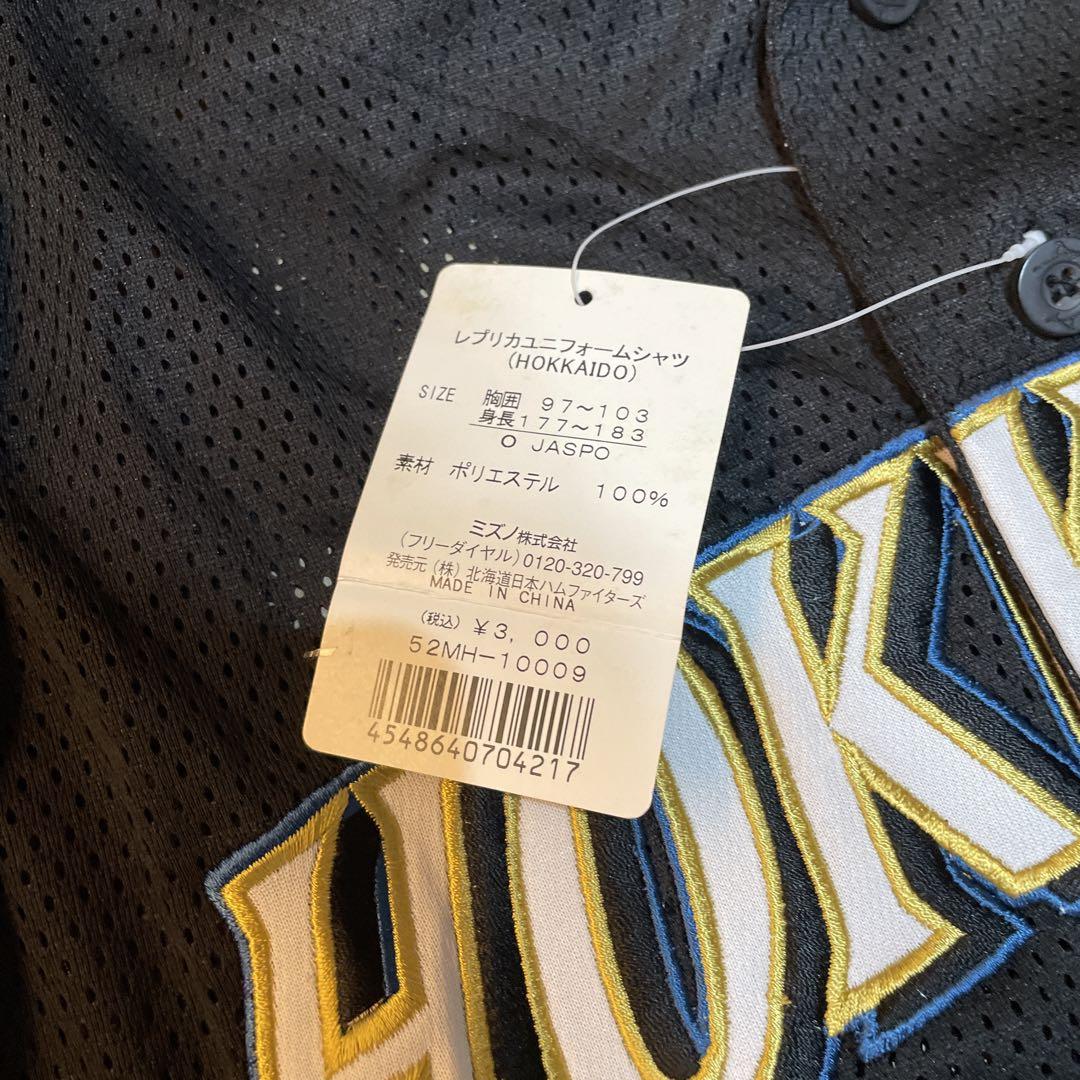 レプリカユニフォームシャツ
(HOKKAIDO)
SIZE 胸囲 97~103
身長177~183
O JASPO
素材 ポリエステル 100%
ミズノ株式会社
(フリーダイヤル)0120-320-799
発売元(株)北海道日本ハムファイターズ
MADE IN CHINA
(税込) ¥3,000
52MH-10009
4548640704217
HOKK